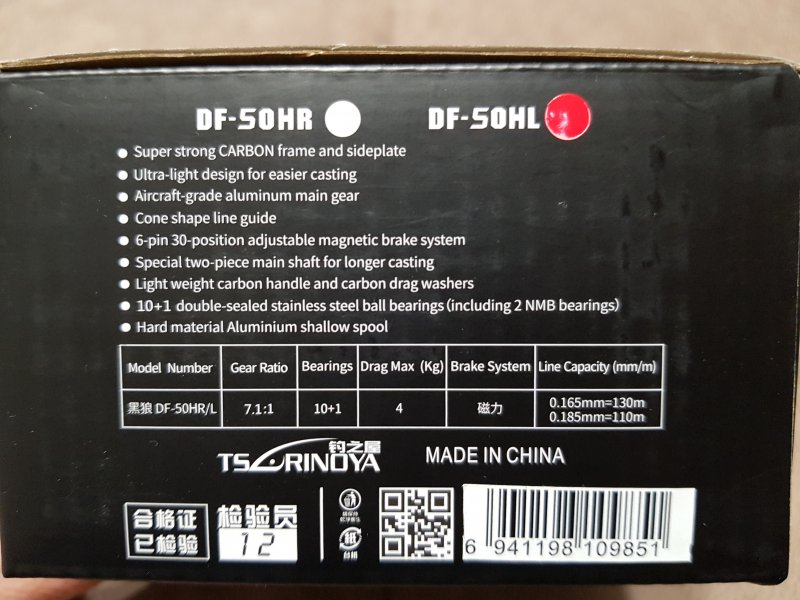 DF-50HR DF-50HL
Super strong CARBON frame and sideplate
Ultra-light design for easier casting
Aircraft-grade aluminum main gear
Cone shape line guide
6-pin 30-position adjustable magnetic brake system
Special two-piece main shaft for longer casting
Light weight carbon handle and carbon drag washers
10+1 double-sealed stainless steel ball bearings (including 2 NMB bearings)
Hard material Aluminium shallow spool
Model Number Gear Ratio Bearings Drag Max (Kg) Brake System Line Capacity (mm/m)
黑狼 DF-50HR/L 7.1:1 10+1 4 磁力 0.165mm=130m
0.185mm=110m
钓之屋
TSURINOYA MADE IN CHINA
合格证
已检验
检验员
12
6 941198 109851